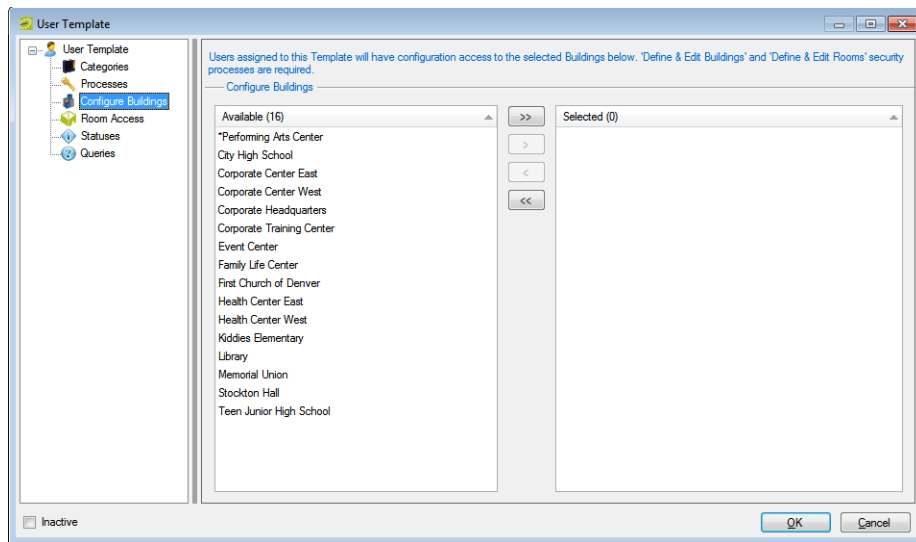 User Template
User Template
Categories
Processes
Configure Buildings
Room Access
Statuses
Queries
Users assigned to this Template will have configuration access to the selected Buildings below. 'Define & Edit Buildings' and 'Define & Edit Rooms' security
processes are required.
Configure Buildings
Available (16)
*Performing Arts Center
City High School
Corporate Center East
Corporate Center West
Corporate Headquarters
Corporate Training Center
Event Center
Family Life Center
First Church of Denver
Health Center East
Health Center West
Kiddies Elementary
Library
Memorial Union
Stockton Hall
Teen Junior High School
>>
>
<
<<
Selected (0)
Inactive
OK
Cancel